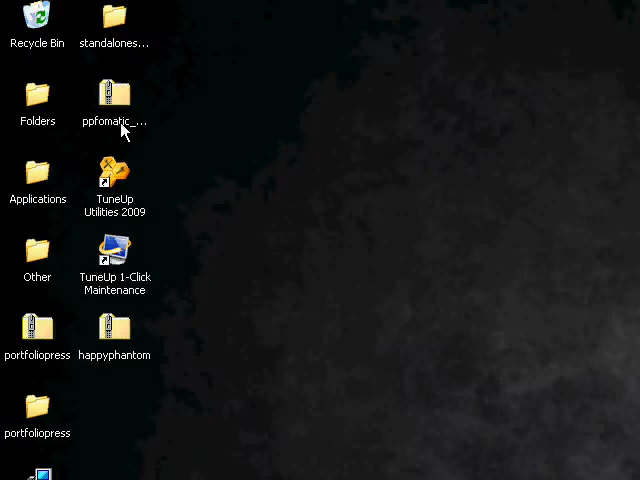 Recycle Bin
standalones...
Folders
ppfomatic_...
Applications
TuneUp
Utilities 2009
Other
TuneUp 1-Click
Maintenance
portfoliopress
happyphantom
portfoliopress